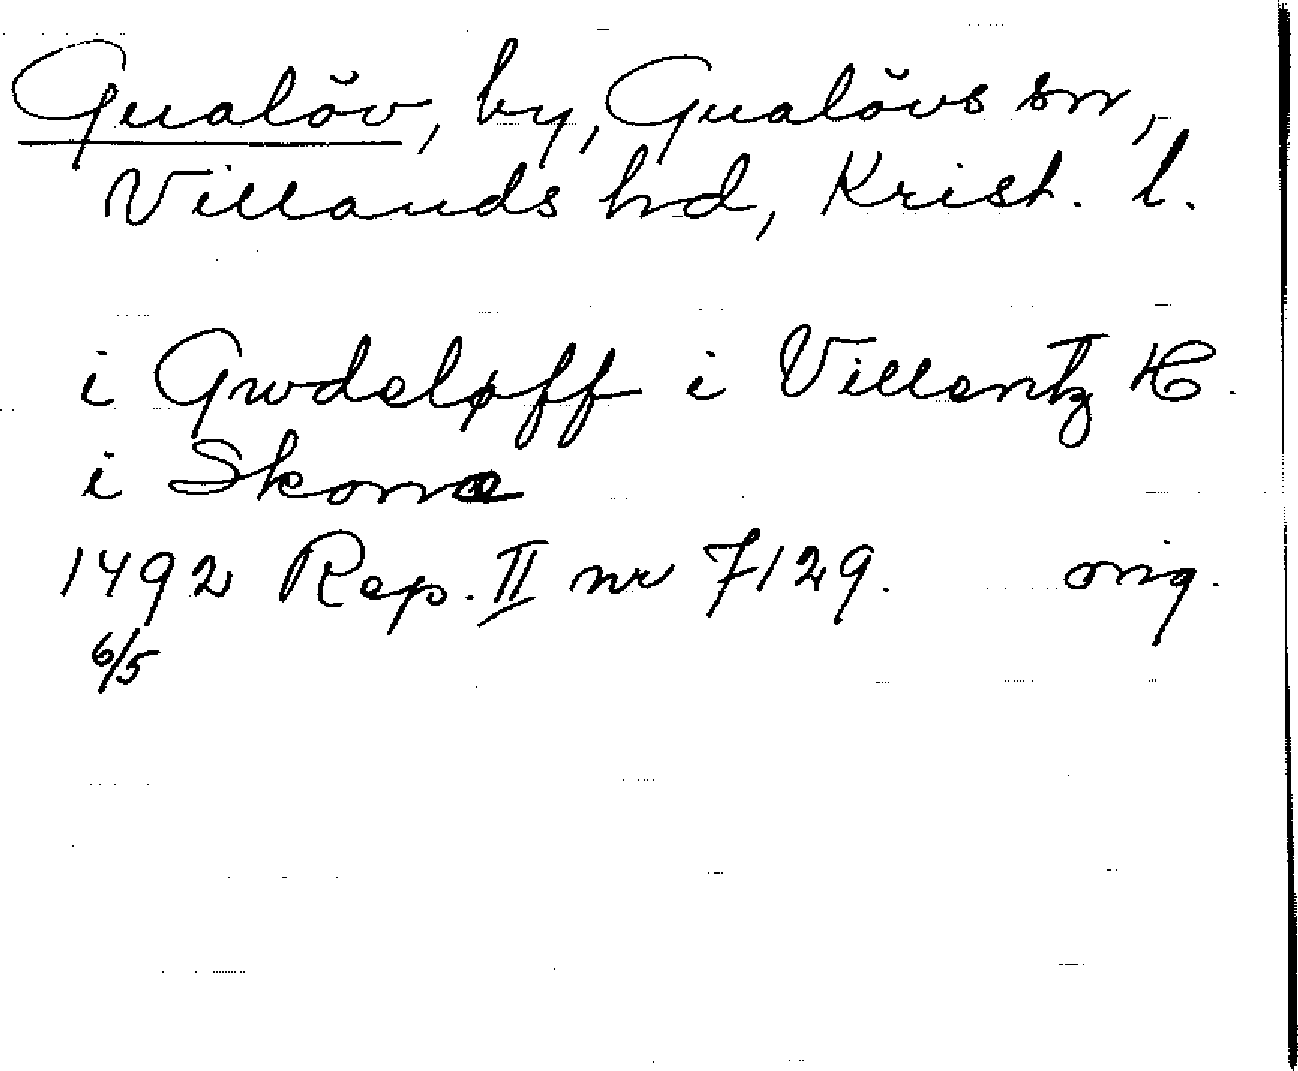 Gualöv, by, Gualövs sn,
Villands hd, Krist. l.
i Gwdeløff i Villentz H.
i Skone
1492 Rep. II nr 7129. orig.
6/5